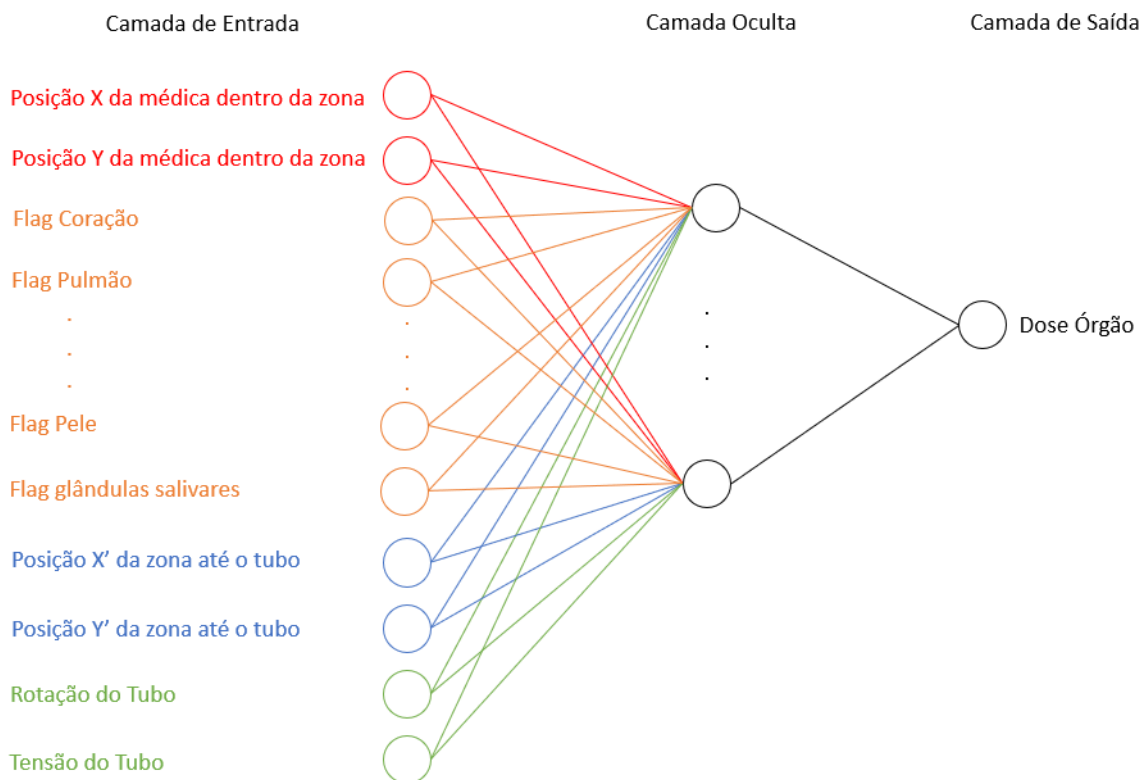 Camada de Entrada
Camada Oculta
Camada de Saída
Posição X da médica dentro da zona
Posição Y da médica dentro da zona
Flag Coração
Flag Pulmão
Flag Pele
Flag glândulas salivares
Posição X’ da zona até o tubo
Posição Y’ da zona até o tubo
Rotação do Tubo
Tensão do Tubo
Dose Órgão